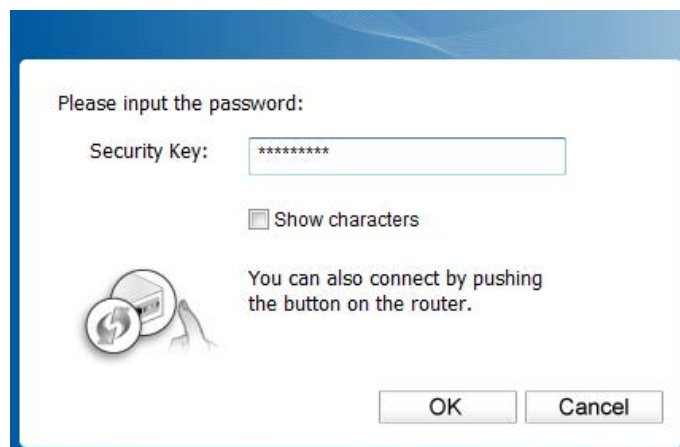 Please input the password:
Security Key: *********
Show characters
You can also connect by pushing
the button on the router.
OK Cancel